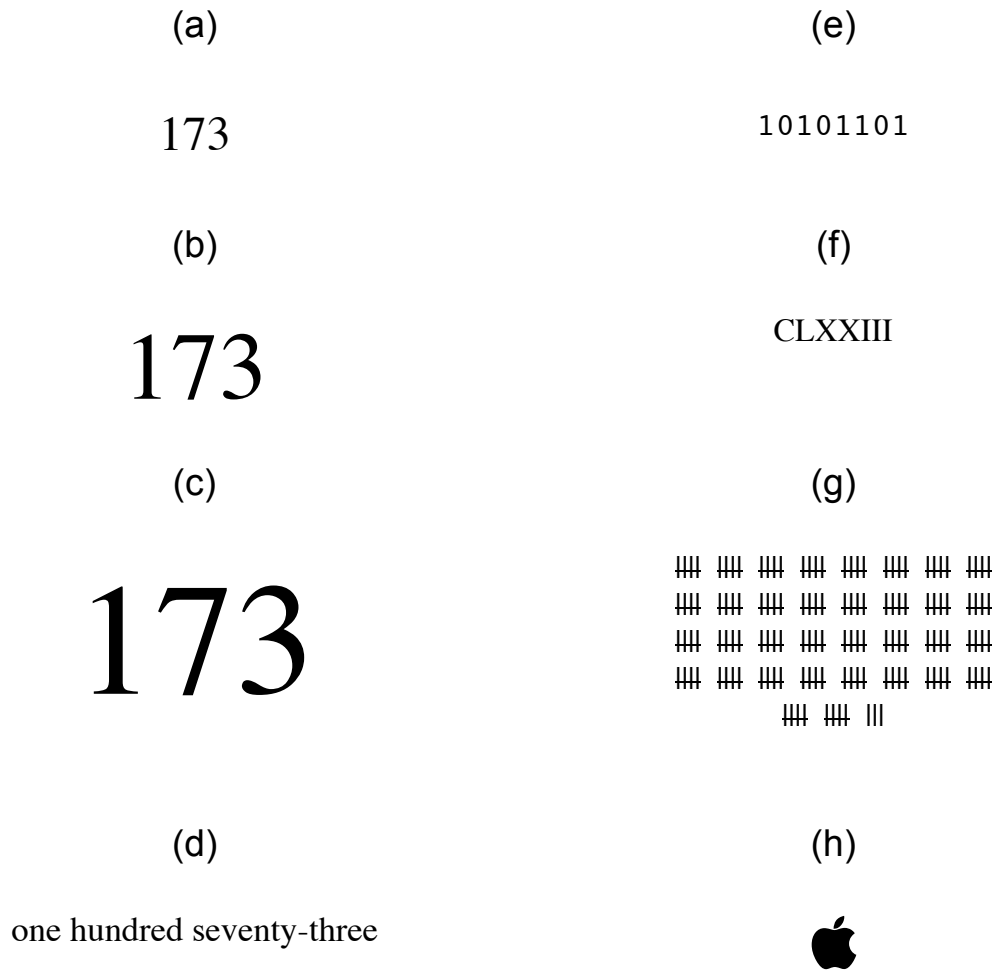 (a)
173
(b)
173
(c)
173
(d)
one hundred seventy-three
(e)
10101101
(f)
CLXXIII
(g)
(h)